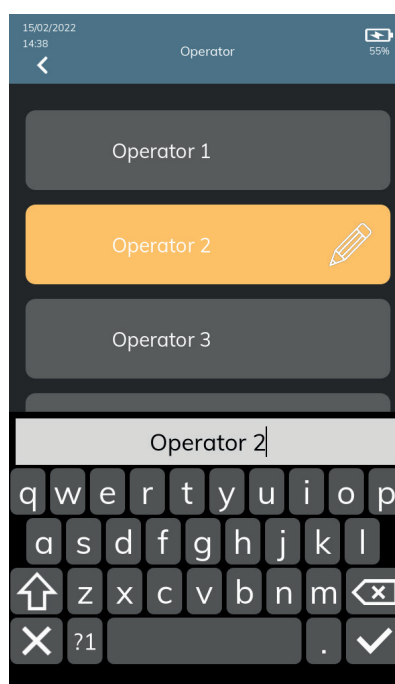 15/02/2022
14:38
Operator
55%
Operator 1
Operator 2
Operator 3
Operator 2
q w e r t y u i o p
a s d f g h j k l
z x c v b n m
?1 .